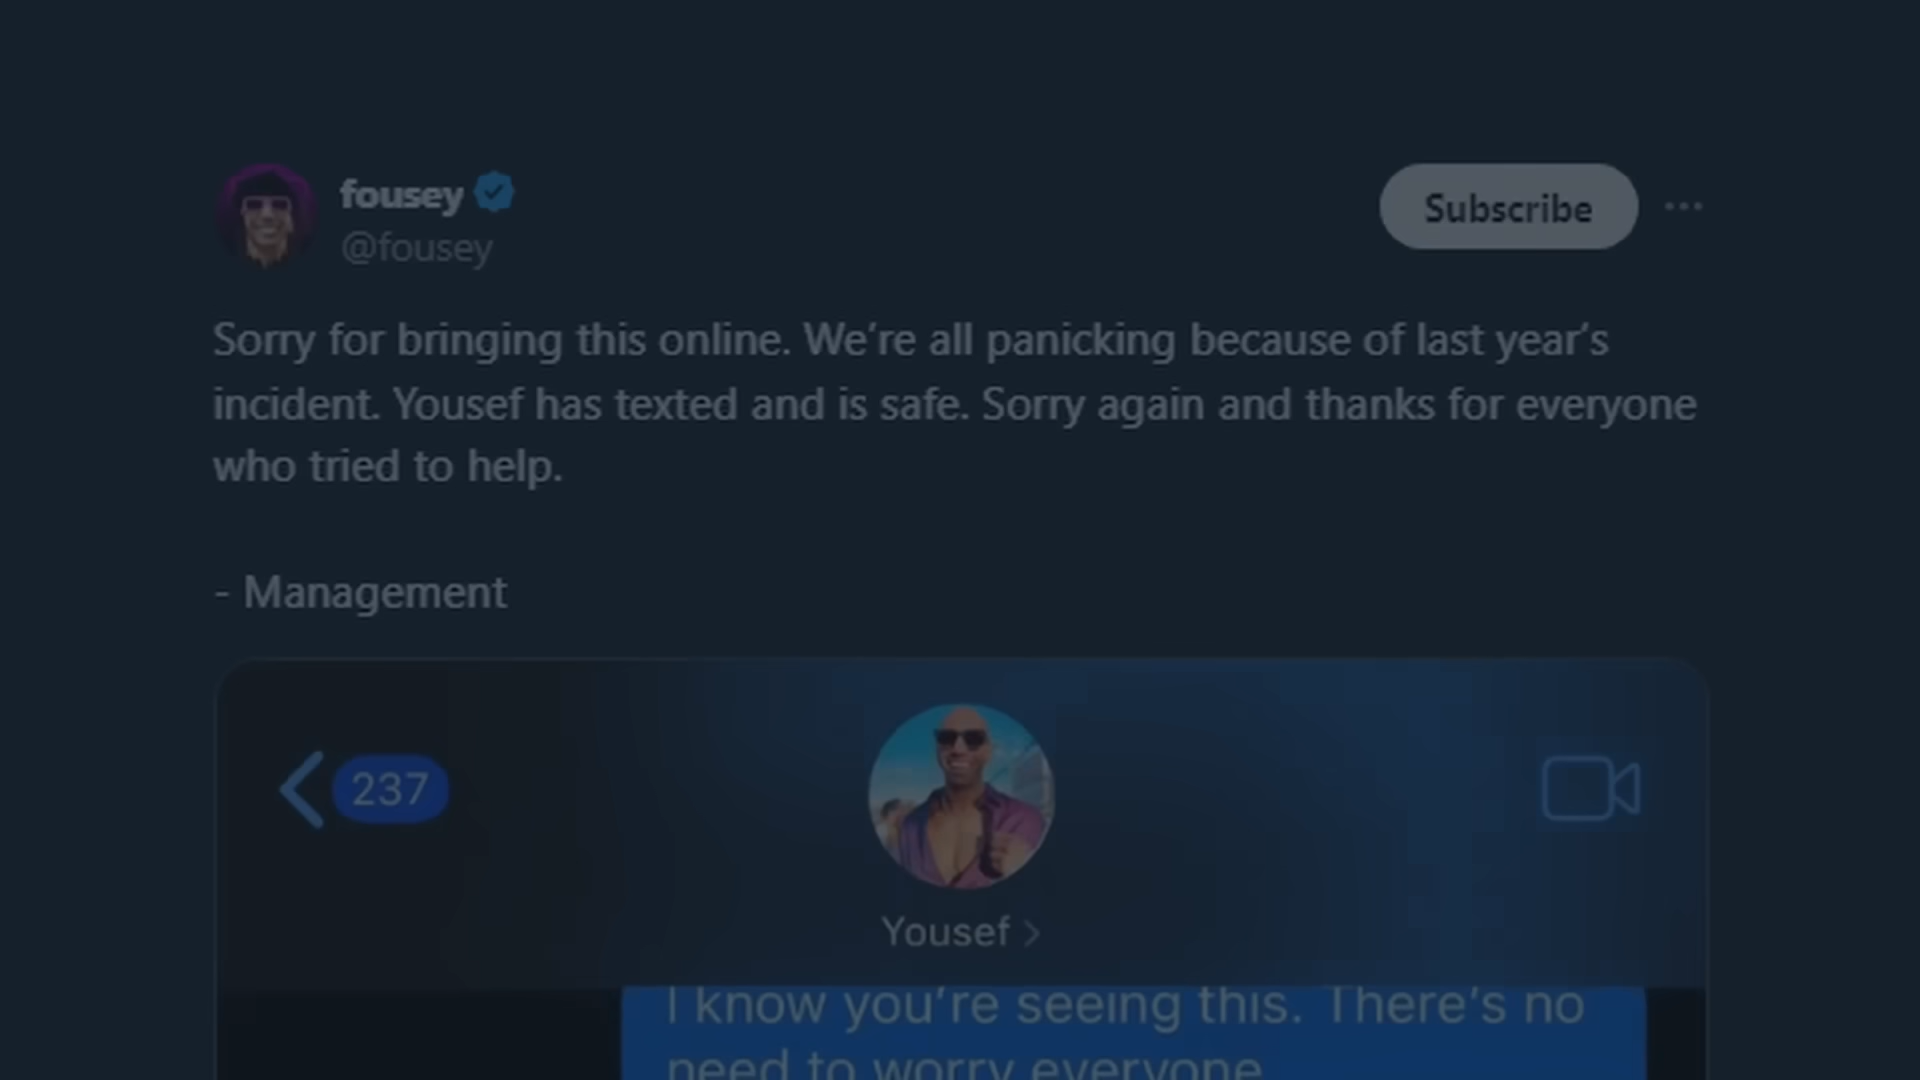 fousey
@fousey
Subscribe
Sorry for bringing this online. We’re all panicking because of last year’s
incident. Yousef has texted and is safe. Sorry again and thanks for everyone
who tried to help.
- Management
237
Yousef
I know you’re seeing this. There’s no
need to worry everyone